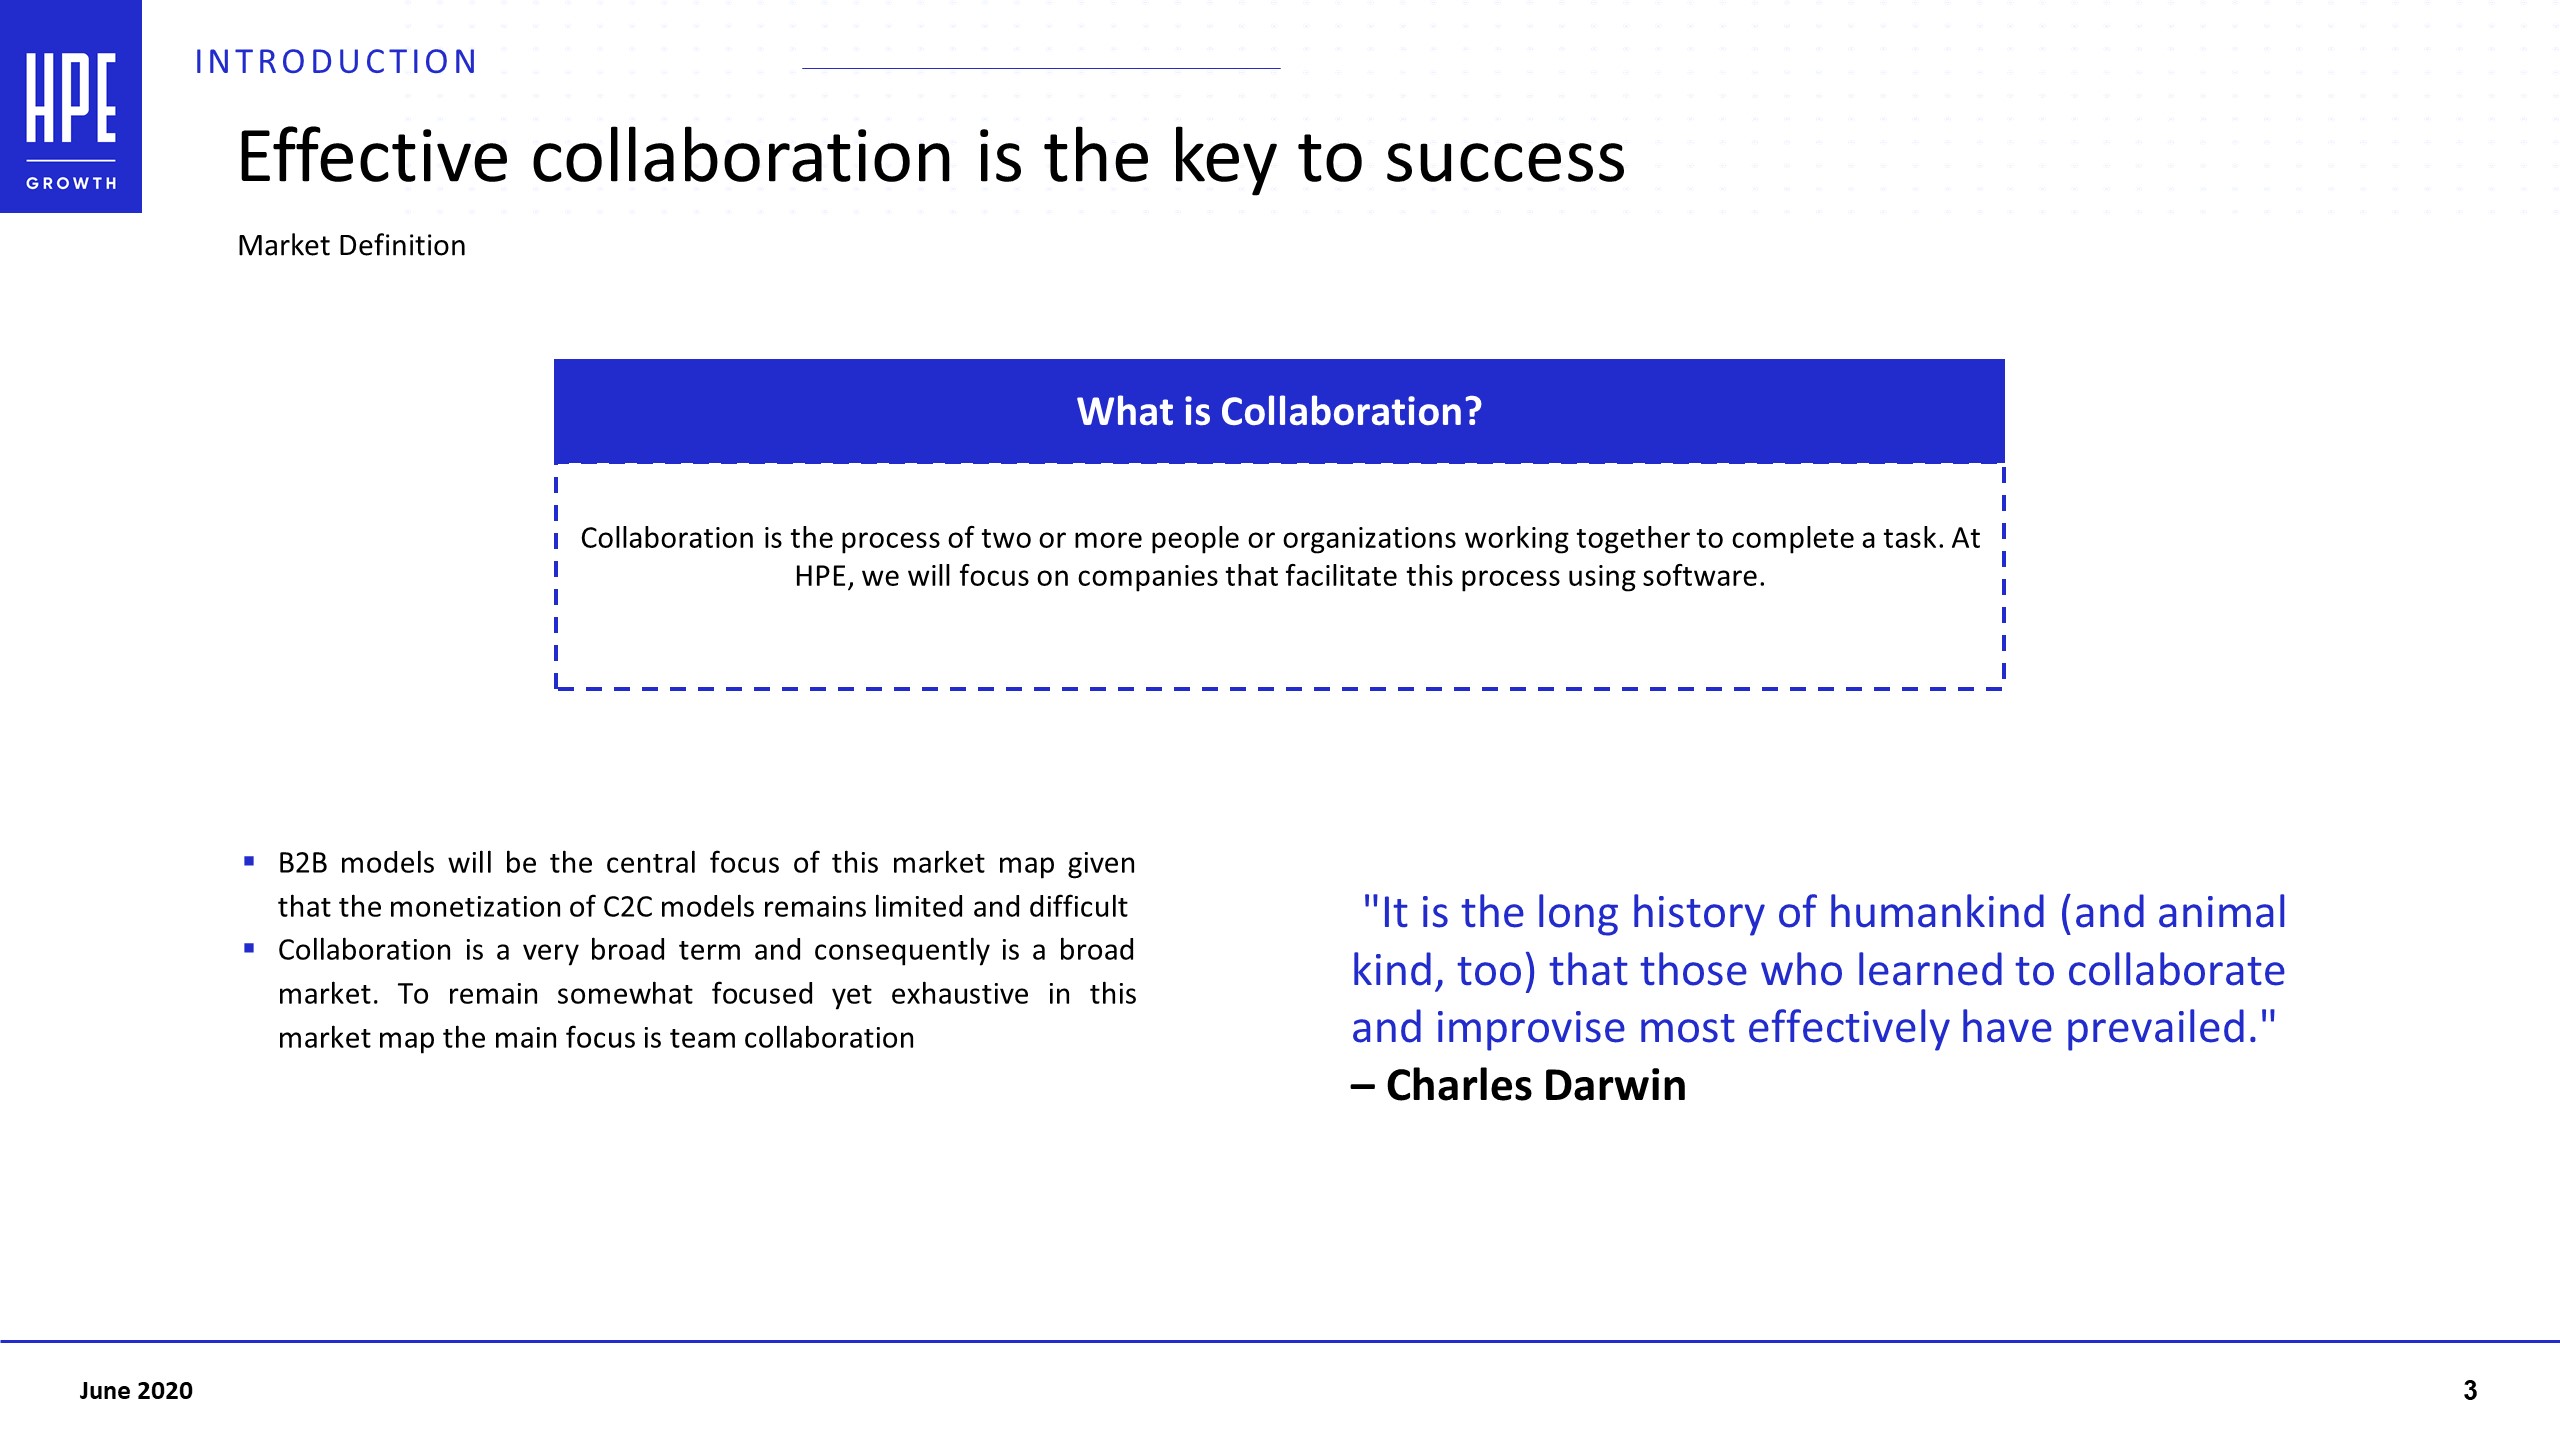 HPE
GROWTH
INTRODUCTION
Effective collaboration is the key to success
Market Definition
What is Collaboration?
Collaboration is the process of two or more people or organizations working together to complete a task. At
HPE, we will focus on companies that facilitate this process using software.
▪ B2B models will be the central focus of this market map given
that the monetization of C2C models remains limited and difficult
▪ Collaboration is a very broad term and consequently is a broad
market. To remain somewhat focused yet exhaustive in this
market map the main focus is team collaboration
"It is the long history of humankind (and animal
kind, too) that those who learned to collaborate
and improvise most effectively have prevailed."
– Charles Darwin
June 2020
3